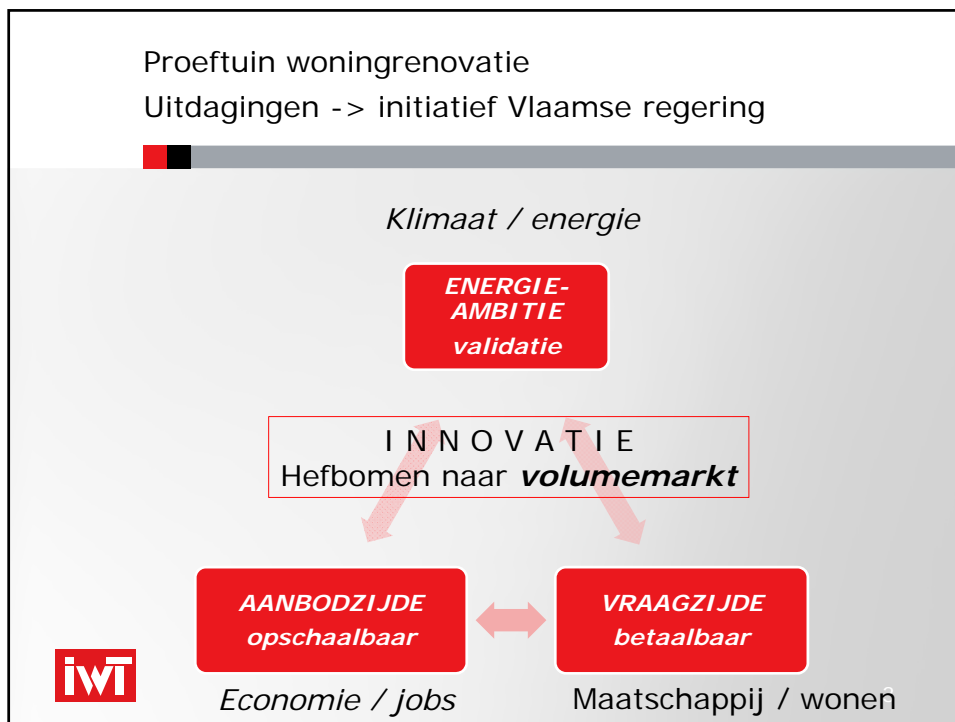 Proeftuin woningrenovatie
Uitdagingen -> initiatief Vlaamse regering
Klimaat / energie
ENERGIE-
AMBITIE
validatie
I N N O V A T I E
Hefbomen naar volumemarkt
AANBODZIJDE
opschaalbaar
VRAAGZIJDE
betaalbaar
iwT
Economie / jobs
Maatschappij / wonen